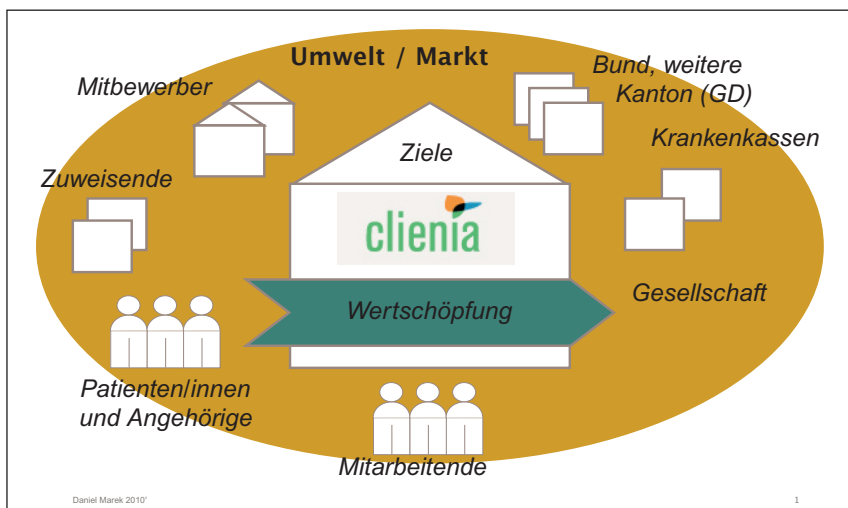 Umwelt / Markt
Mitbewerber
Bund, weitere
Kanton (GD)
Krankenkassen
Ziele
Zuweisende
clienia
Wertschöpfung
Gesellschaft
Patienten/innen
und Angehörige
Mitarbeitende
Daniel Marek 2010'
1